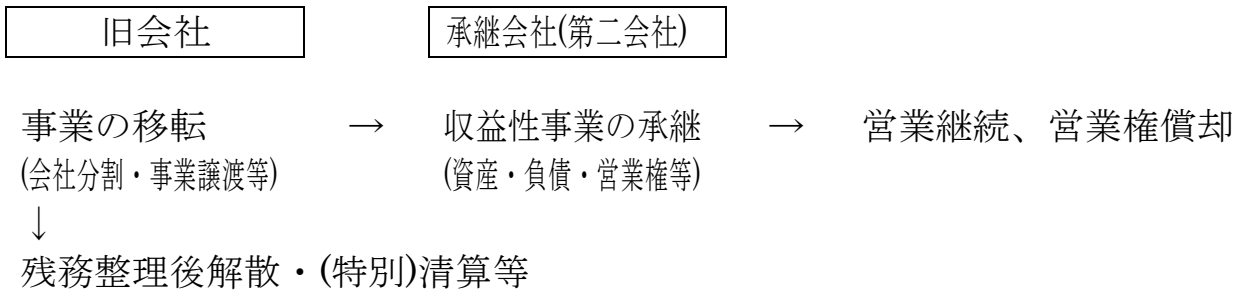 旧会社 承継会社(第二会社)
事業の移転 → 収益性事業の承継 → 営業継続、営業権償却
(会社分割・事業譲渡等) (資産・負債・営業権等)
↓
残務整理後解散・(特別)清算等